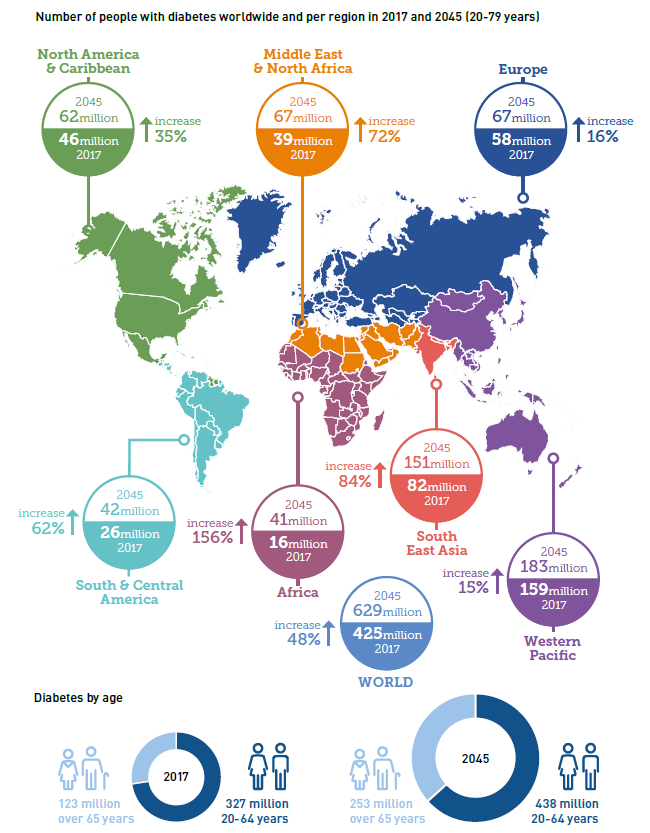 Number of people with diabetes worldwide and per region in 2017 and 2045 (20-79 years)
North America
& Caribbean
2045
62million
46million
2017
increase
35%
Middle East
& North Africa
2045
67million
39million
2017
increase
72%
Europe
2045
67million
58million
2017
increase
16%
2045
42million
26million
2017
increase
62%
South & Central
America
2045
41million
16million
2017
increase
156%
Africa
2045
151million
82million
2017
increase
84%
South
East Asia
2045
183million
159million
2017
increase
15%
Western
Pacific
2045
629million
425million
2017
increase
48%
WORLD
Diabetes by age
2017
123 million
over 65 years
327 million
20-64 years
2045
253 million
over 65 years
438 million
20-64 years